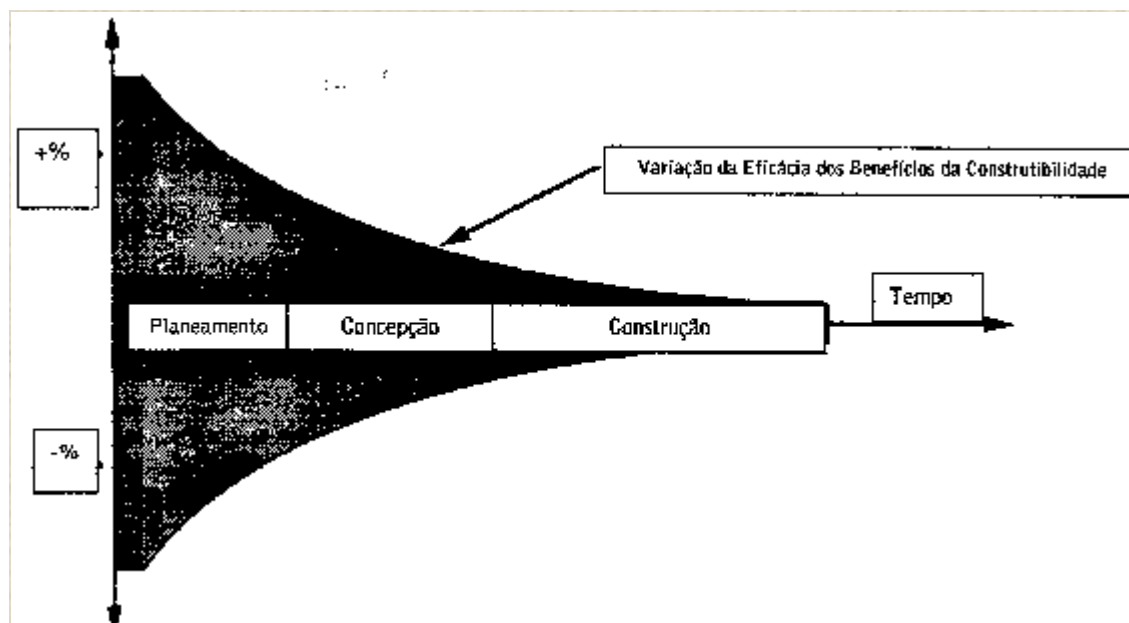 +%
Variação da Eficácia dos Benefícios da Construtibilidade
Tempo
Planeamento
Concepção
Construção
-%